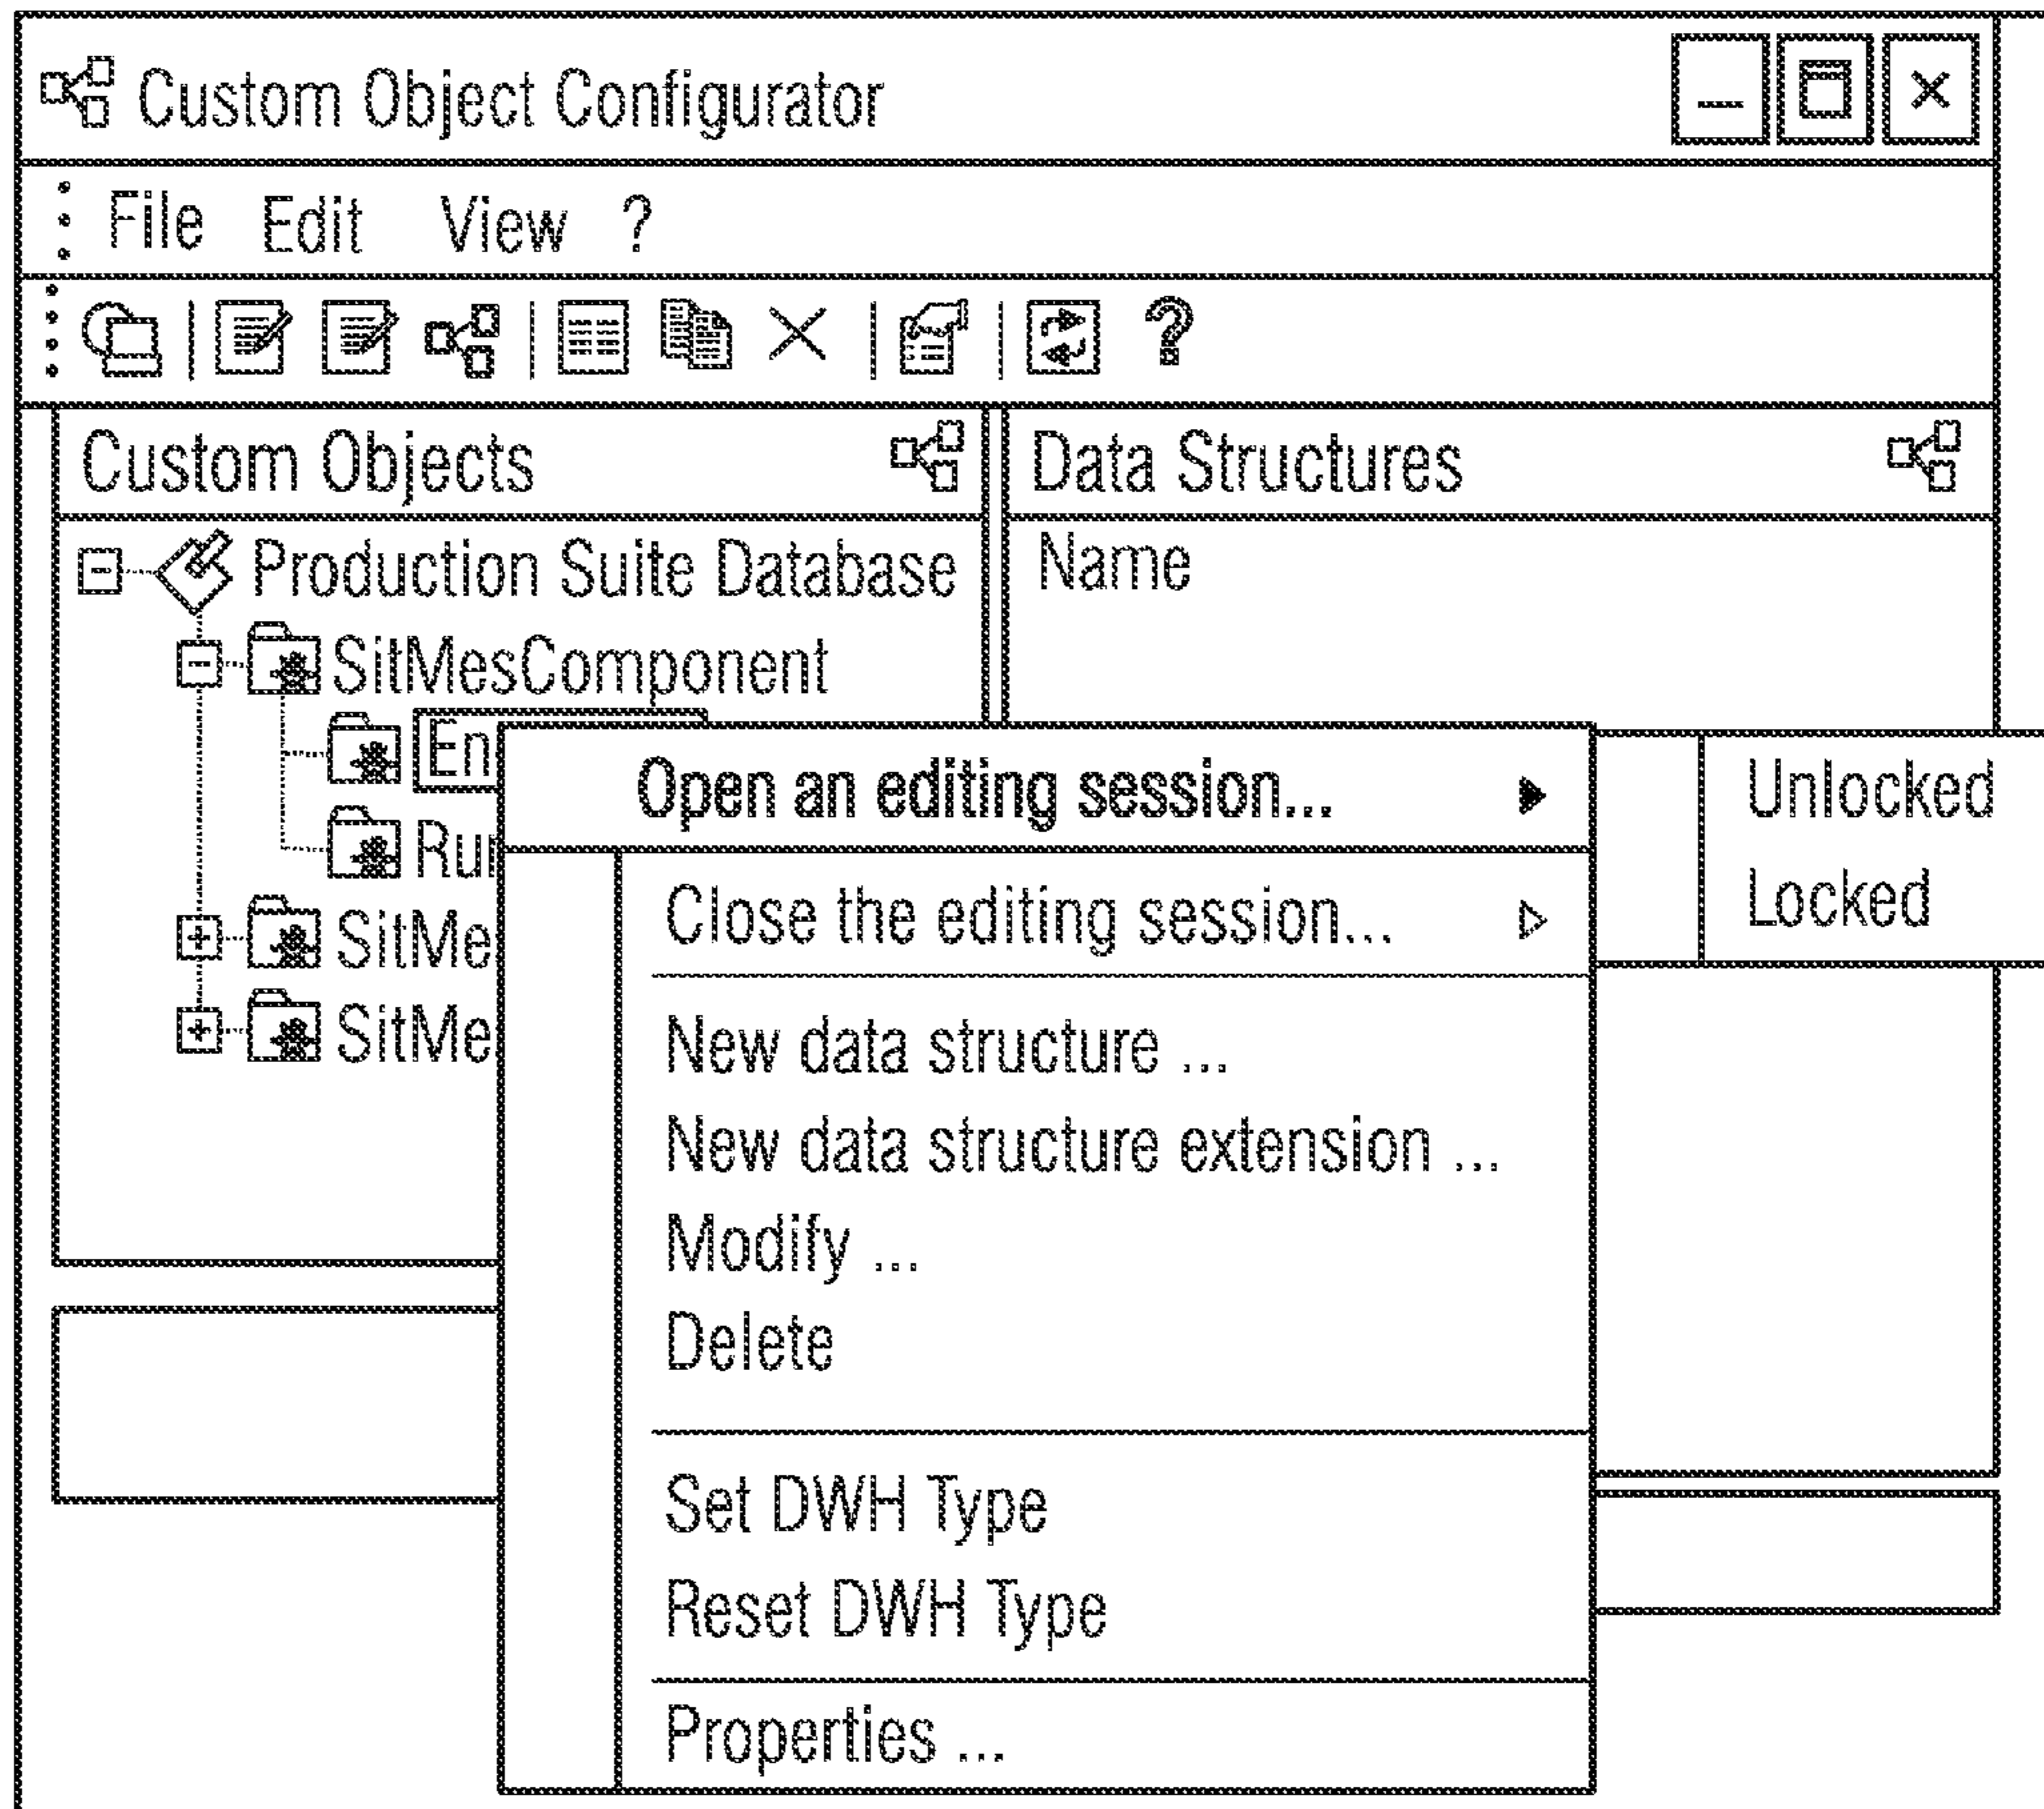 Custom Object Configurator
File Edit View ?
?
Custom Objects
Data Structures
Production Suite Database
Name
SitMesComponent
Open an editing session...
Unlocked
Close the editing session...
Locked
New data structure ...
New data structure extension ...
Modify ...
Delete
Set DWH Type
Reset DWH Type
Properties ...